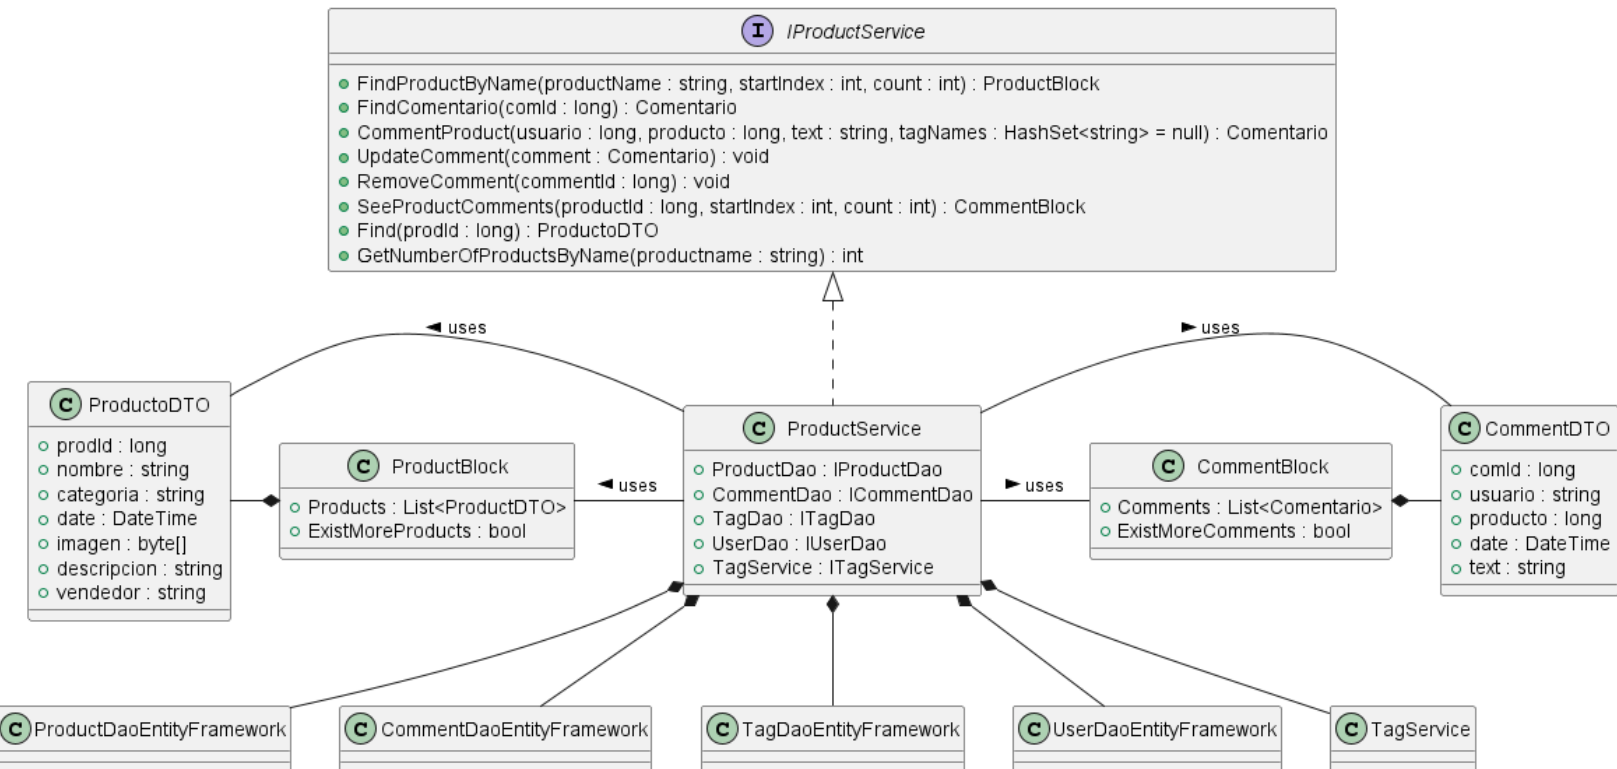 I IProductService
FindProductByName(productName : string, startIndex : int, count : int) : ProductBlock
FindComentario(comId : long) : Comentario
CommentProduct(usuario : long, producto : long, text : string, tagNames : HashSet<string> = null) : Comentario
UpdateComment(comment : Comentario) : void
RemoveComment(commentId : long) : void
SeeProductComments(productId : long, startIndex : int, count : int) : CommentBlock
Find(prodId : long) : ProductoDTO
GetNumberOfProductsByName(productname : string) : int
uses
uses
C ProductoDTO
prodId : long
nombre : string
categoria : string
date : DateTime
imagen : byte[]
descripcion : string
vendedor : string
C ProductBlock
Products : List<ProductDTO>
ExistMoreProducts : bool
uses
C ProductService
ProductDao : IProductDao
CommentDao : ICommentDao
TagDao : ITagDao
UserDao : IUserDao
TagService : ITagService
uses
C CommentBlock
Comments : List<Comentario>
ExistMoreComments : bool
C CommentDTO
comId : long
usuario : string
producto : long
date : DateTime
text : string
C ProductDaoEntityFramework
C CommentDaoEntityFramework
C TagDaoEntityFramework
C UserDaoEntityFramework
C TagService